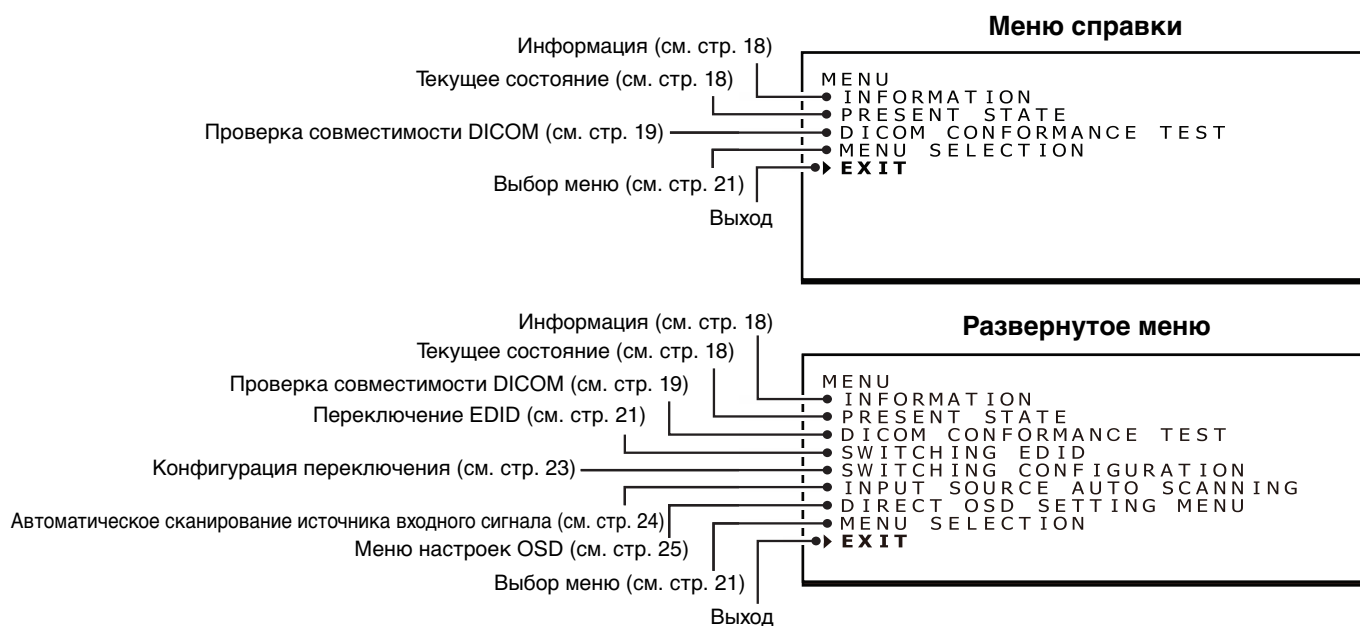 Меню справки
Информация (см. стр. 18)
Текущее состояние (см. стр. 18)
Проверка совместимости DICOM (см. стр. 19)
Выбор меню (см. стр. 21)
Выход
MENU
INFORMATION
PRESENT STATE
DICOM CONFORMANCE TEST
MENU SELECTION
EXIT
Развернутое меню
Информация (см. стр. 18)
Текущее состояние (см. стр. 18)
Проверка совместимости DICOM (см. стр. 19)
Переключение EDID (см. стр. 21)
Конфигурация переключения (см. стр. 23)
Автоматическое сканирование источника входного сигнала (см. стр. 24)
Меню настроек OSD (см. стр. 25)
Выбор меню (см. стр. 21)
Выход
MENU
INFORMATION
PRESENT STATE
DICOM CONFORMANCE TEST
SWITCHING EDID
SWITCHING CONFIGURATION
INPUT SOURCE AUTO SCANNING
DIRECT OSD SETTING MENU
MENU SELECTION
EXIT